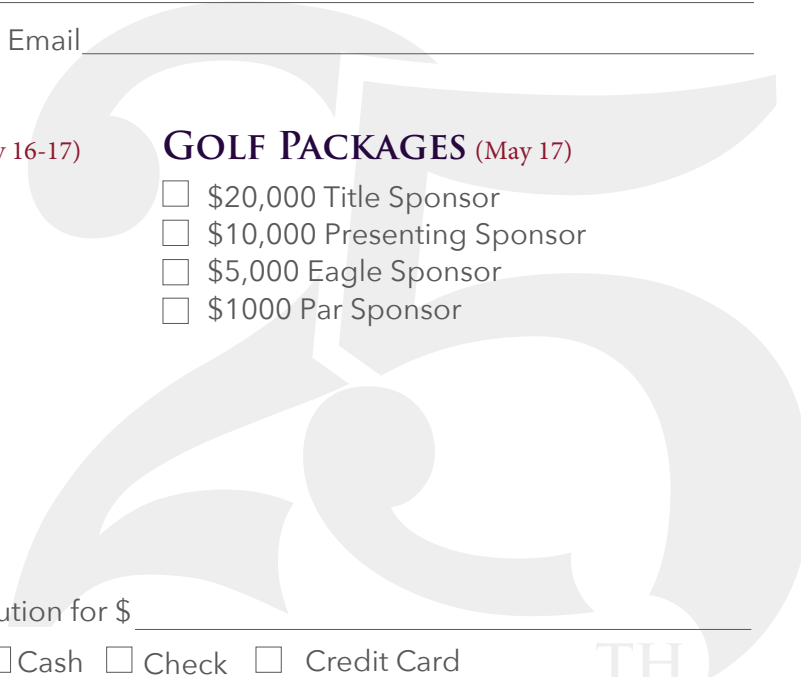 Email
16-17)
GOLF PACKAGES (May 17)
$20,000 Title Sponsor
$10,000 Presenting Sponsor
$5,000 Eagle Sponsor
$1000 Par Sponsor
for $
Cash Check Credit Card
25
TH